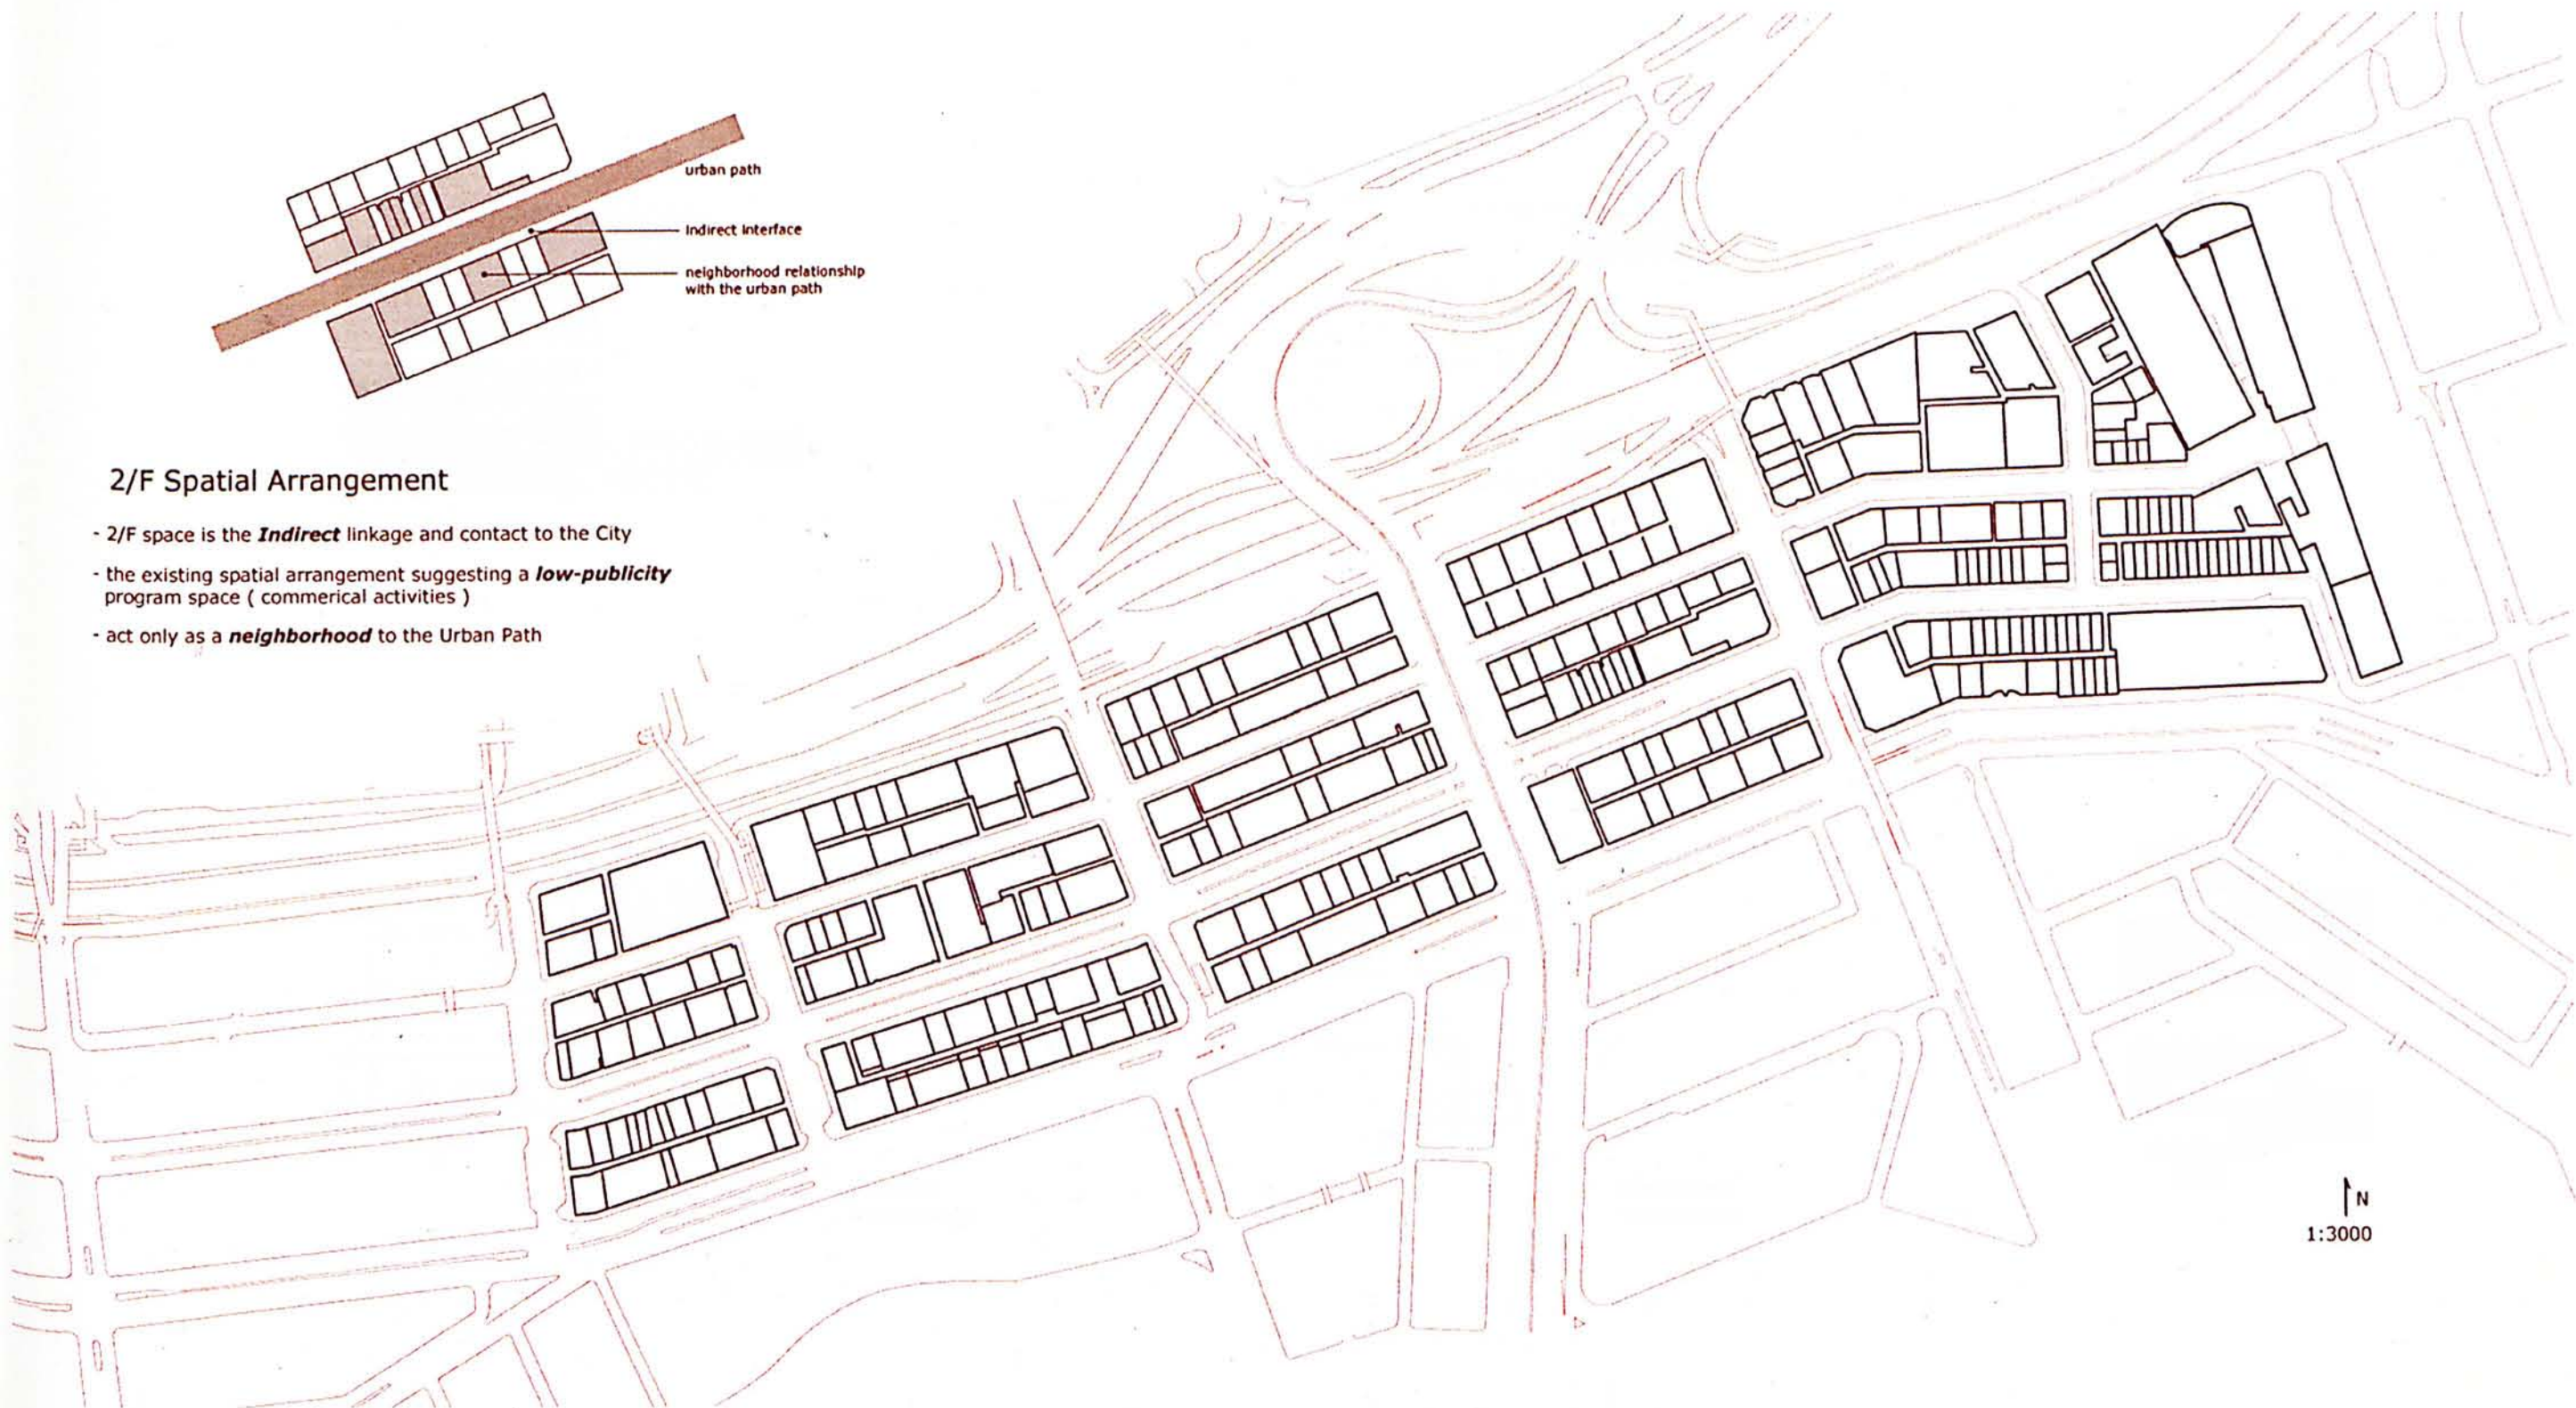 urban path
Indirect Interface
neighborhood relationship
with the urban path
2/F Spatial Arrangement
- 2/F space is the Indirect linkage and contact to the City
- the existing spatial arrangement suggesting a low-publicity
program space ( commerical activities )
- act only as a neighborhood to the Urban Path
N
1:3000